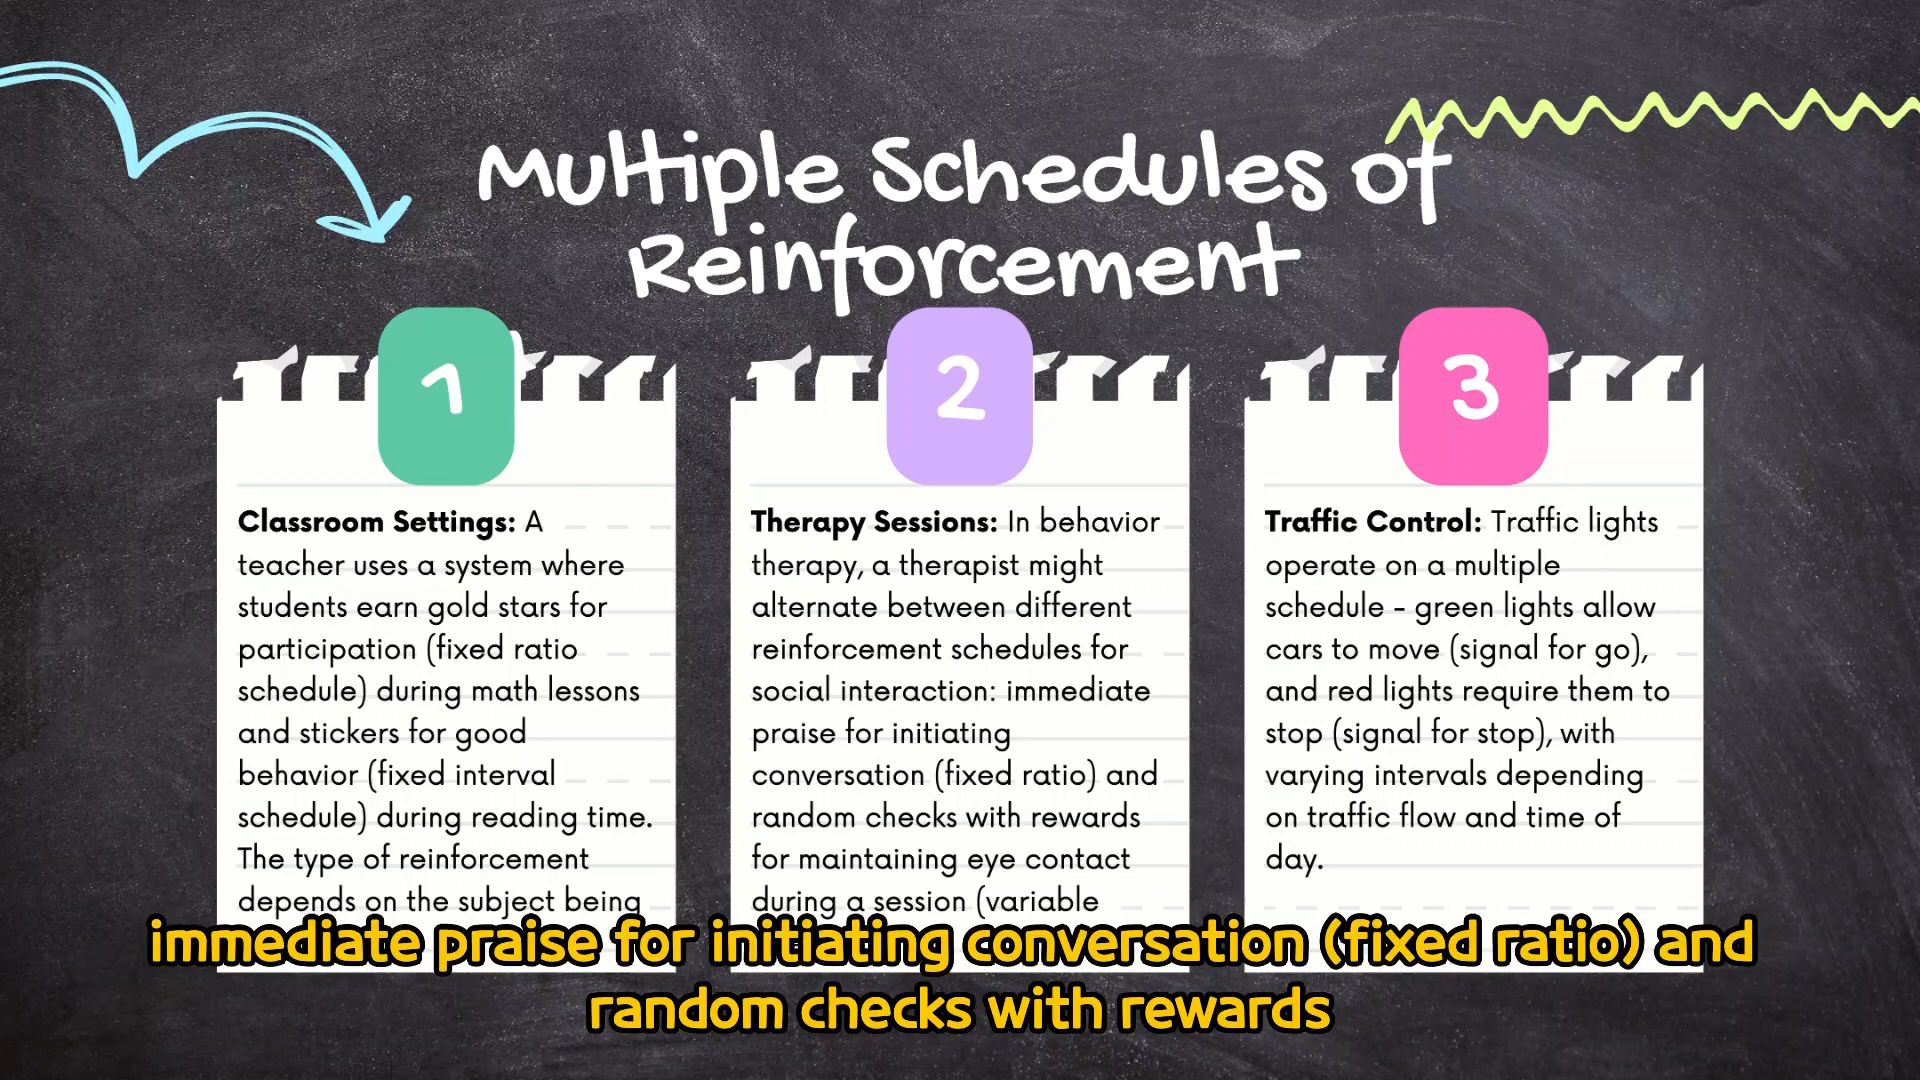 Multiple Schedules of
Reinforcement
1
Classroom Settings: A
teacher uses a system where
students earn gold stars for
participation (fixed ratio
schedule) during math lessons
and stickers for good
behavior (fixed interval
schedule) during reading time.
The type of reinforcement
depends on the subject being
2
Therapy Sessions: In behavior
therapy, a therapist might
alternate between different
reinforcement schedules for
social interaction: immediate
praise for initiating
conversation (fixed ratio) and
random checks with rewards
for maintaining eye contact
during a session (variable
3
Traffic Control: Traffic lights
operate on a multiple
schedule - green lights allow
cars to move (signal for go),
and red lights require them to
stop (signal for stop), with
varying intervals depending
on traffic flow and time of
day.
immediate praise for initiating conversation (fixed ratio) and
random checks with rewards